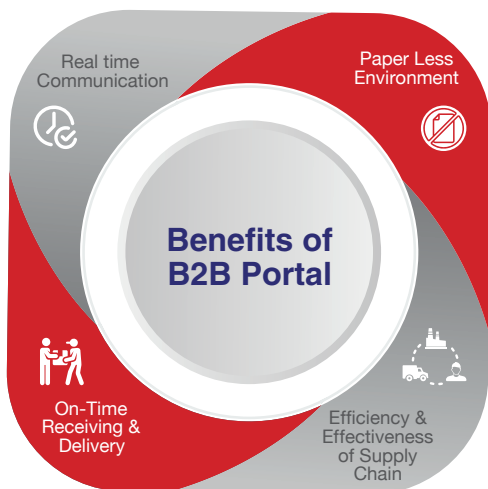 Real time
Communication
Paper Less
Environment
Benefits of
B2B Portal
On-Time
Receiving &
Delivery
Efficiency &
Effectiveness
of Supply
Chain